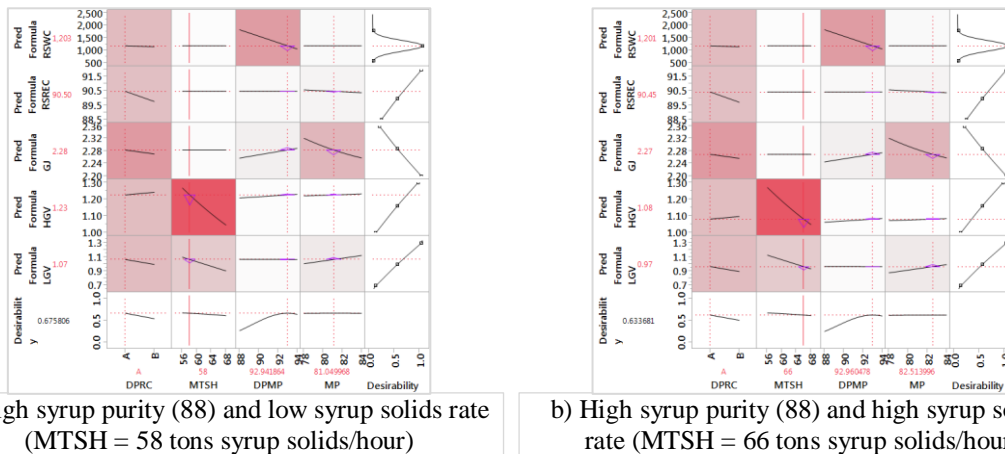 Pred Formula RSWC 1,203
2,500
2,000
1,500
1,000
500
Pred Formula RSREC 90.50
91.5
90.5
89.5
88.5
Pred Formula GJ 2.28
2.36
2.32
2.28
2.24
2.20
Pred Formula HGV 1.23
1.30
1.20
1.10
1.00
Pred Formula LGV 1.07
1.3
1.1
0.9
0.7
Desirabilit y 0.675806
1.0
0.5
0.0
A B 56 60 64 68 88 90 92 94 78 80 82 84 0.0 0.5 1.0
A 58 92.941864 81.049968
DPRC MTSH DPMP MP Desirability
gh syrup purity (88) and low syrup solids rate
(MTSH = 58 tons syrup solids/hour)
Pred Formula RSWC 1,201
2,500
2,000
1,500
1,000
500
Pred Formula RSREC 90.45
91.5
90.5
89.5
88.5
Pred Formula GJ 2.27
2.36
2.32
2.28
2.24
2.20
Pred Formula HGV 1.08
1.30
1.20
1.10
1.00
Pred Formula LGV 0.97
1.3
1.1
0.9
0.7
Desirabilit y 0.633681
1.0
0.5
0.0
A B 56 60 64 68 88 90 92 94 78 80 82 84 0.0 0.5 1.0
A 66 92.960478 82.513996
DPRC MTSH DPMP MP Desirability
b) High syrup purity (88) and high syrup so
rate (MTSH = 66 tons syrup solids/hour